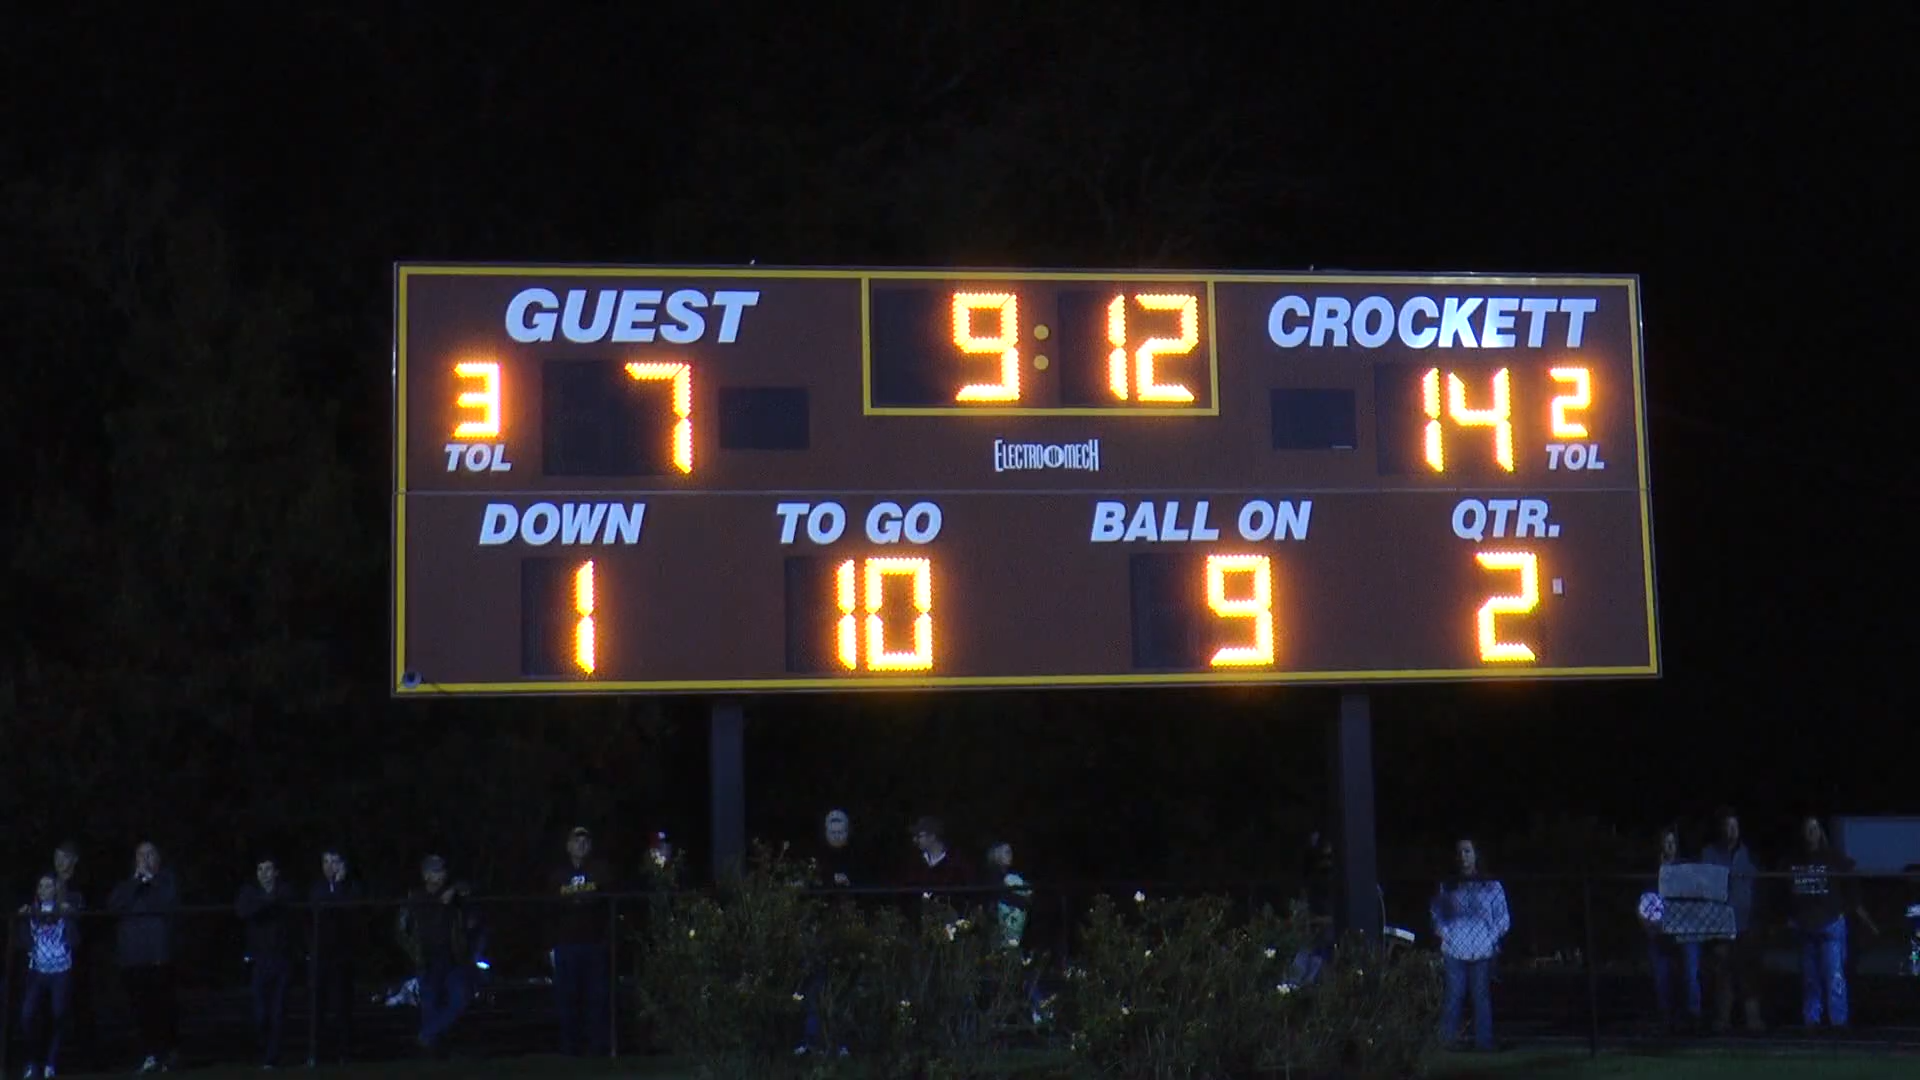 GUEST 9:12 CROCKETT
3 7 14 2
TOL ELECTRO-MECH TOL
DOWN TO GO BALL ON QTR.
1 10 9 2